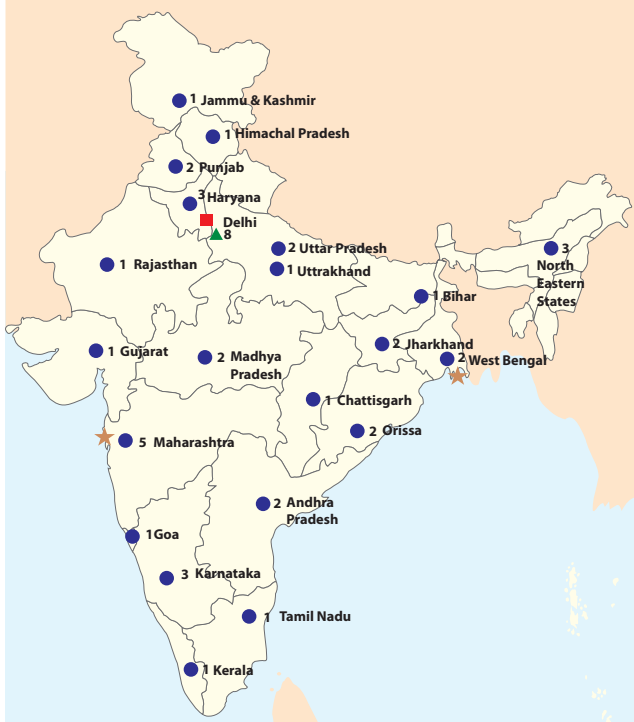 1 Jammu & Kashmir
1 Himachal Pradesh
2 Punjab
3 Haryana
Delhi
8
2 Uttar Pradesh
1 Uttrakhand
1 Rajasthan
3
North
Eastern
States
1 Bihar
2 Jharkhand
1 Gujarat
2 Madhya
Pradesh
2 West Bengal
1 Chattisgarh
2 Orissa
5 Maharashtra
2 Andhra
Pradesh
1Goa
3 Karnataka
1 Tamil Nadu
1 Kerala